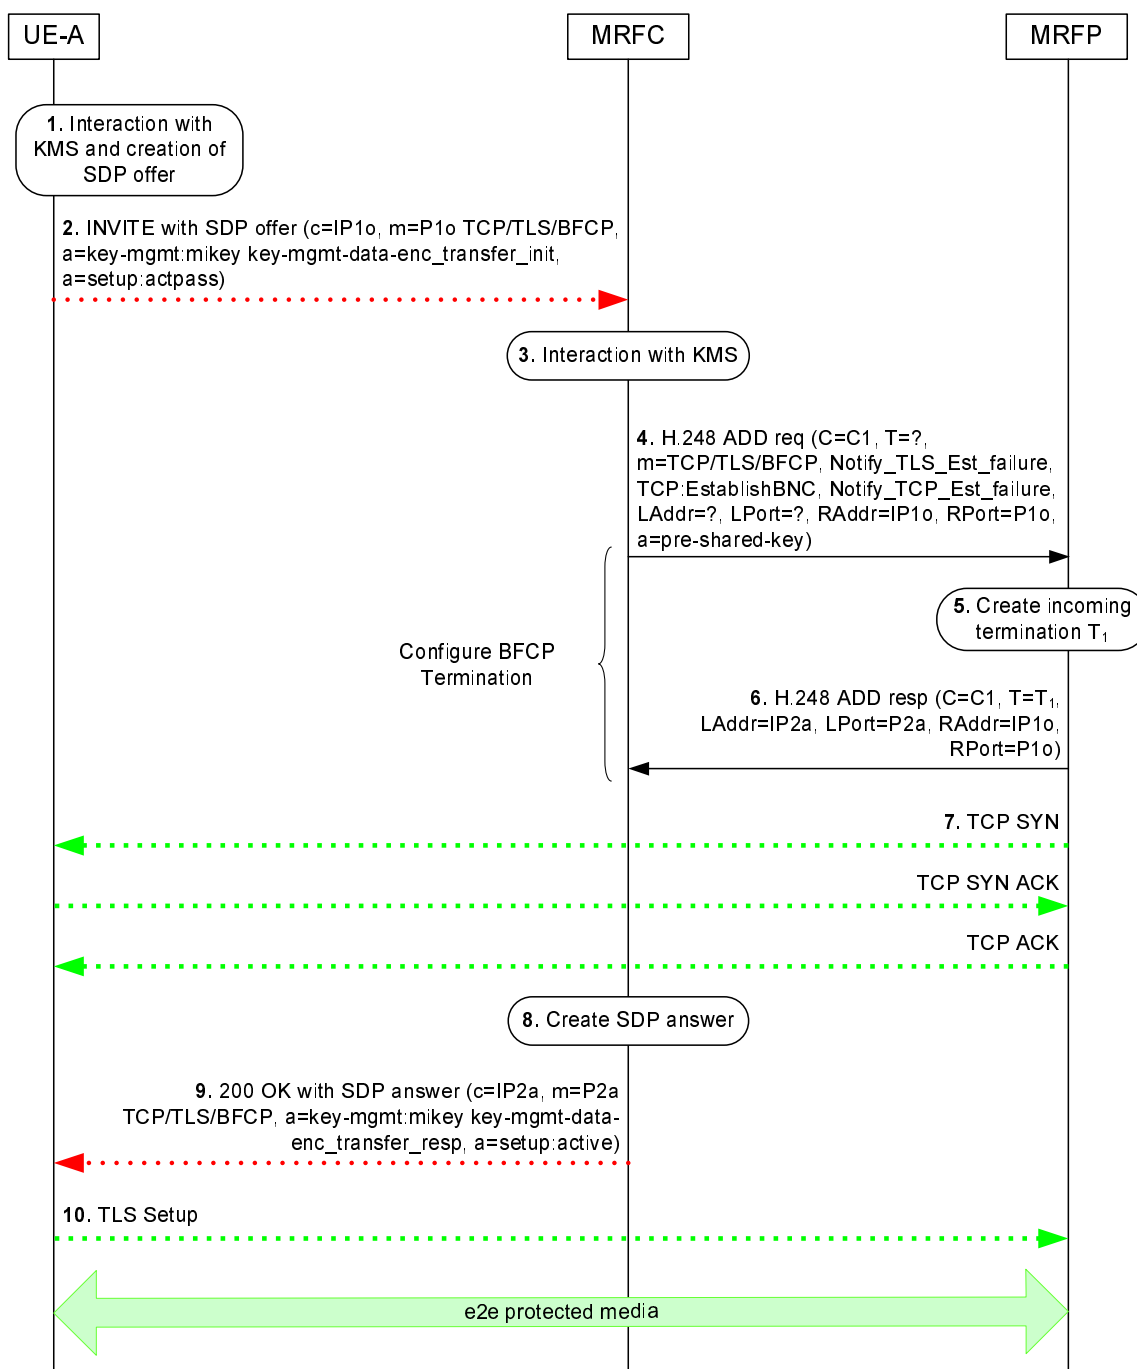 UE-A
MRFC
MRFP
1. Interaction with
KMS and creation of
SDP offer
2. INVITE with SDP offer (c=IP1o, m=P1o TCP/TLS/BFCP,
a=key-mgmt:mikey key-mgmt-data-enc_transfer_init,
a=setup:actpass)
3. Interaction with KMS
4. H.248 ADD req (C=C1, T=?,
m=TCP/TLS/BFCP, Notify_TLS_Est_failure,
TCP:EstablishBNC, Notify_TCP_Est_failure,
LAddr=?, LPort=?, RAddr=IP1o, RPort=P1o,
a=pre-shared-key)
5. Create incoming
termination T₁
Configure BFCP
Termination
6. H.248 ADD resp (C=C1, T=T₁,
LAddr=IP2a, LPort=P2a, RAddr=IP1o,
RPort=P1o)
7. TCP SYN
TCP SYN ACK
TCP ACK
8. Create SDP answer
9. 200 OK with SDP answer (c=IP2a, m=P2a
TCP/TLS/BFCP, a=key-mgmt:mikey key-mgmt-data-
enc_transfer_resp, a=setup:active)
10. TLS Setup
e2e protected media